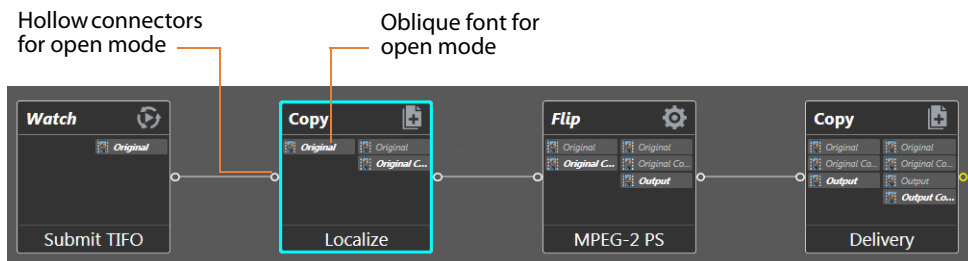 Hollow connectors
for open mode
Oblique font for
open mode
Watch
Original
Submit TIFO
Copy
Original
Original
Original C...
Localize
Flip
Original
Original
Original C...
Original Co...
Output
MPEG-2 PS
Copy
Original
Original
Original Co...
Original Co...
Output
Output
Output Co...
Delivery